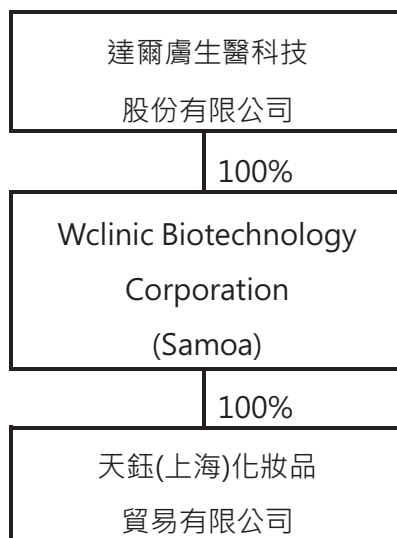 達爾膚生醫科技
股份有限公司
100%
Wclinic Biotechnology
Corporation
(Samoa)
100%
天鈺(上海)化妝品
貿易有限公司